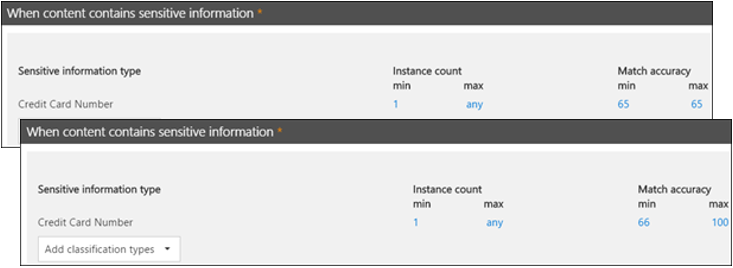 When content contains sensitive information *
Sensitive information type Instance count Match accuracy
min max min max
Credit Card Number 1 any 65 65
When content contains sensitive information *
Sensitive information type Instance count Match accuracy
min max min max
Credit Card Number 1 any 66 100
Add classification types